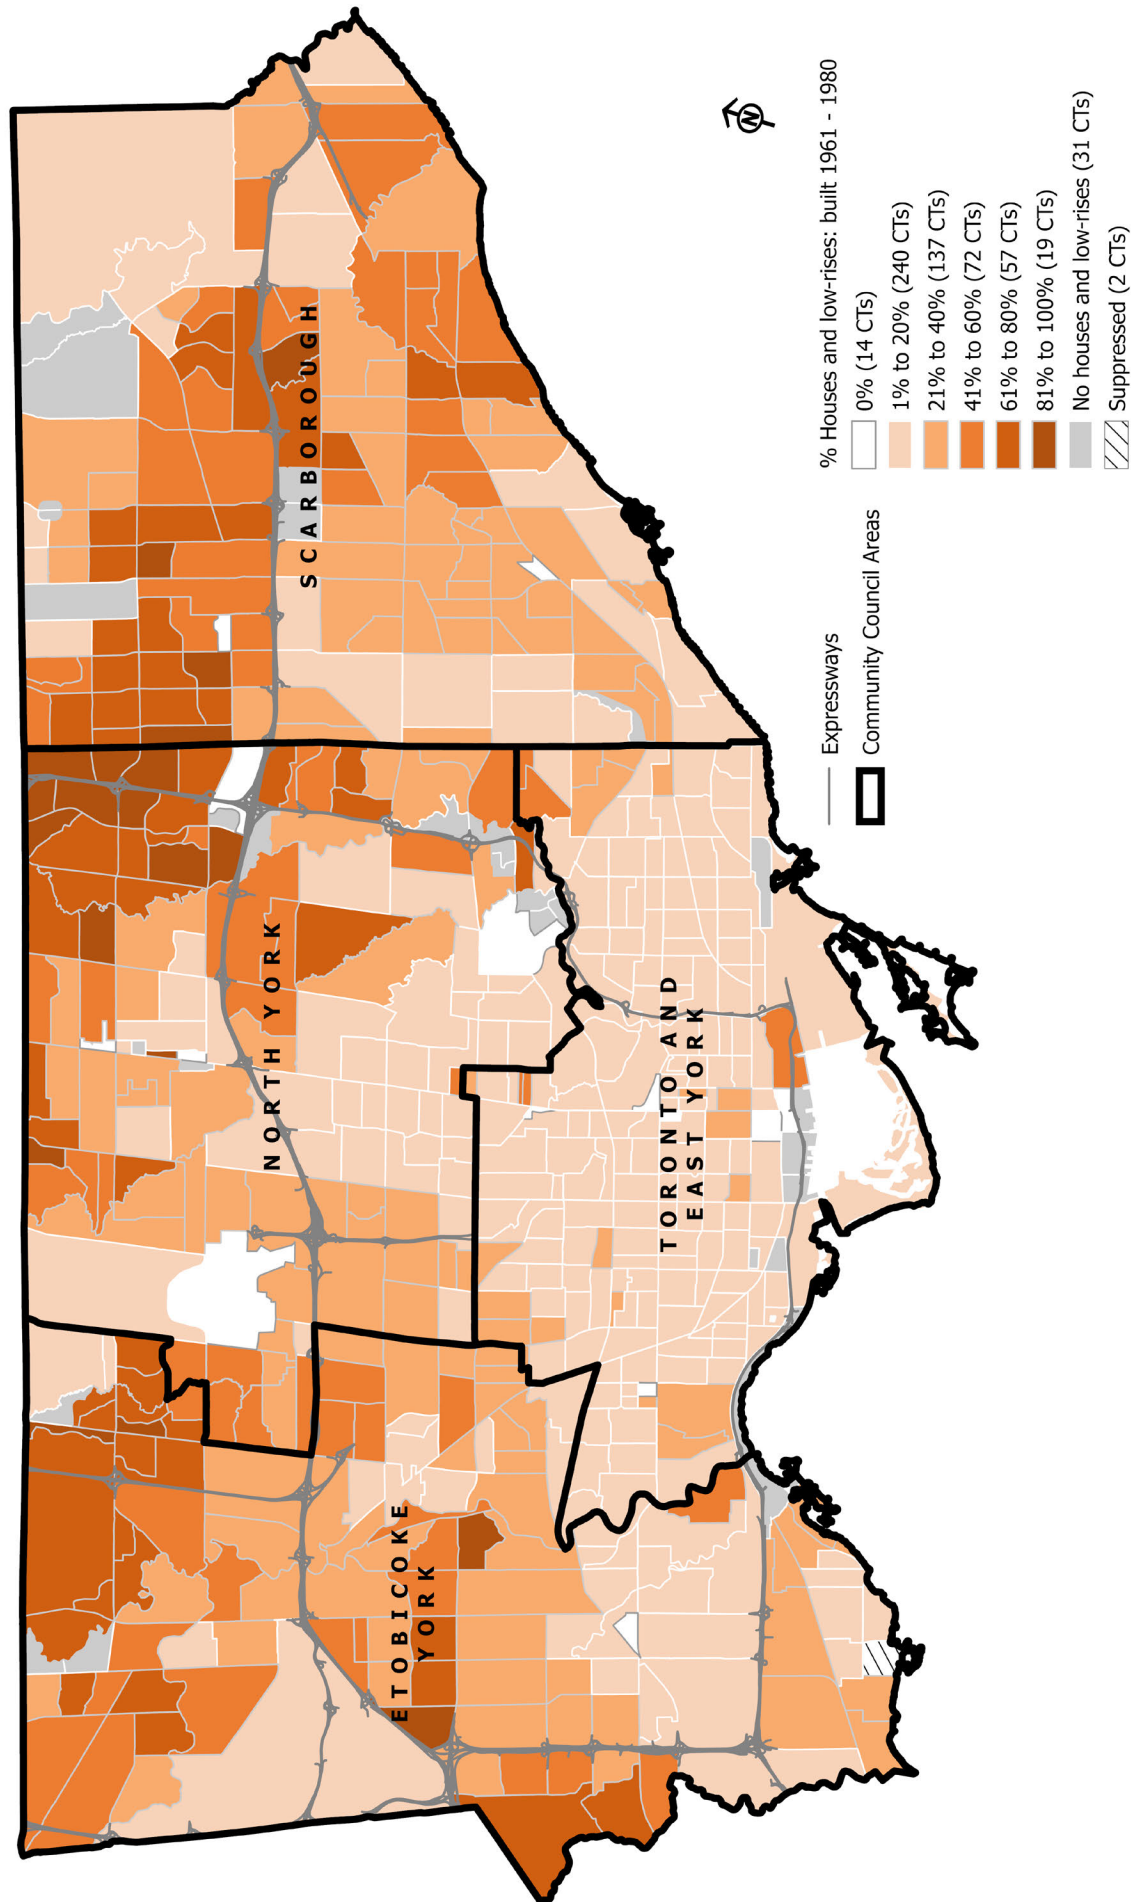 SCARBOROUGH
NORTH YORK
ETOBICOKE
YORK
TORONTO AND
EAST YORK
N
Expressways
Community Council Areas
% Houses and low-rises: built 1961 - 1980
0% (14 CTs)
1% to 20% (240 CTs)
21% to 40% (137 CTs)
41% to 60% (72 CTs)
61% to 80% (57 CTs)
81% to 100% (19 CTs)
No houses and low-rises (31 CTs)
Suppressed (2 CTs)